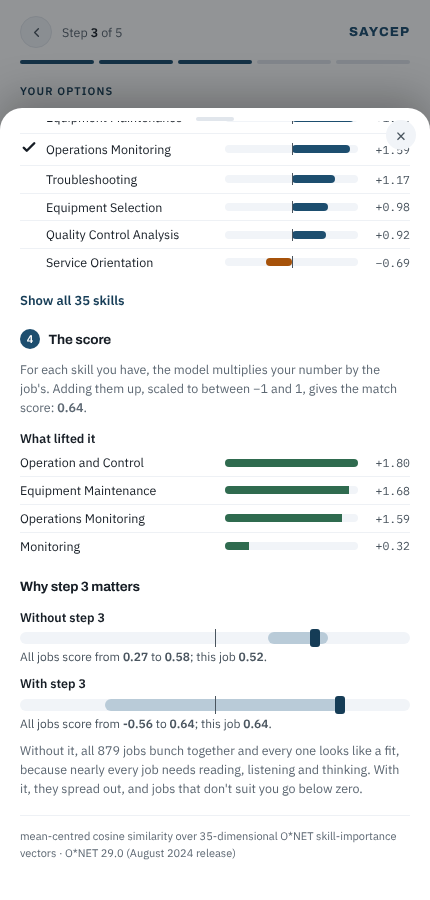 Step 3 of 5
SAYCEP
YOUR OPTIONS
Equipment Maintenance
Operations Monitoring +1.59
Troubleshooting +1.17
Equipment Selection +0.98
Quality Control Analysis +0.92
Service Orientation −0.69
Show all 35 skills
4 The score
For each skill you have, the model multiplies your number by the
job's. Adding them up, scaled to between −1 and 1, gives the match
score: 0.64.
What lifted it
Operation and Control +1.80
Equipment Maintenance +1.68
Operations Monitoring +1.59
Monitoring +0.32
Why step 3 matters
Without step 3
All jobs score from 0.27 to 0.58; this job 0.52.
With step 3
All jobs score from -0.56 to 0.64; this job 0.64.
Without it, all 879 jobs bunch together and every one looks like a fit,
because nearly every job needs reading, listening and thinking. With
it, they spread out, and jobs that don't suit you go below zero.
mean-centred cosine similarity over 35-dimensional O*NET skill-importance
vectors · O*NET 29.0 (August 2024 release)